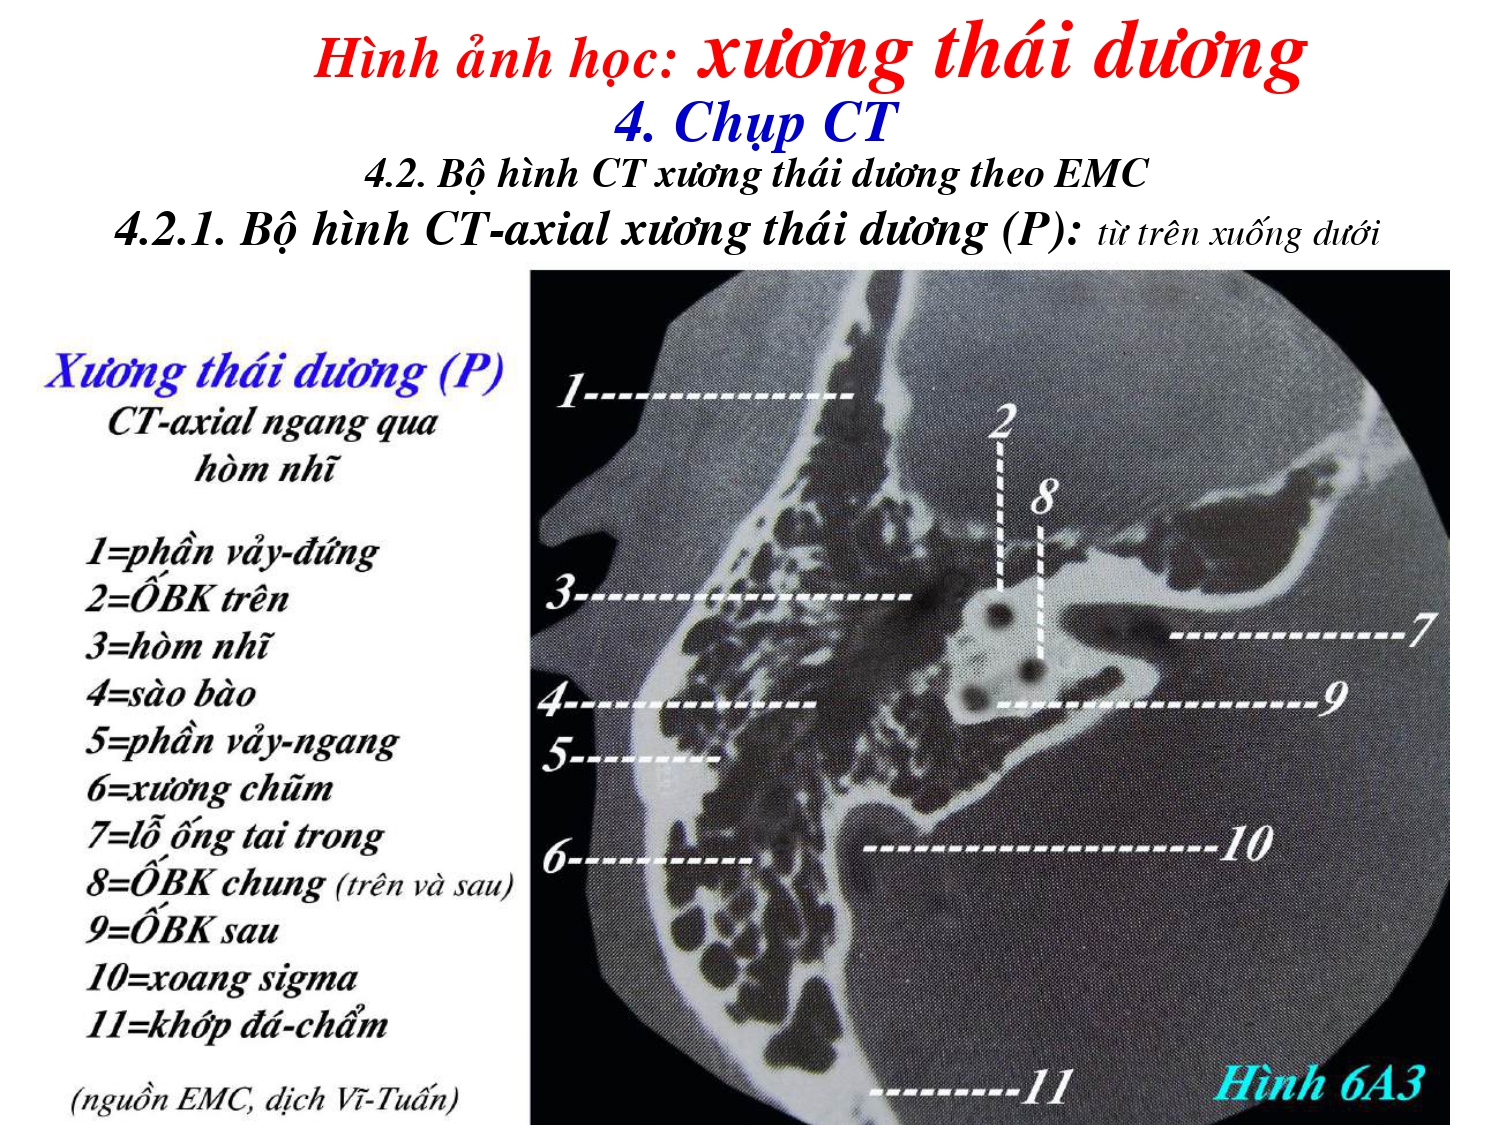 Hình ảnh học: xương thái dương
4. Chụp CT
4.2. Bộ hình CT xương thái dương theo EMC
4.2.1. Bộ hình CT-axial xương thái dương (P): từ trên xuống dưới
Xương thái dương (P)
CT-axial ngang qua
hòm nhĩ
1=phần vảy-đứng
2=ỐBK trên
3=hòm nhĩ
4=sào bào
5=phần vảy-ngang
6=xương chũm
7=lỗ ống tai trong
8=ỐBK chung (trên và sau)
9=ỐBK sau
10=xoang sigma
11=khớp đá-chẩm
(nguồn EMC, dịch Vĩ-Tuấn)
1
2
8
3
7
4
9
5
10
6
11
Hình 6A3